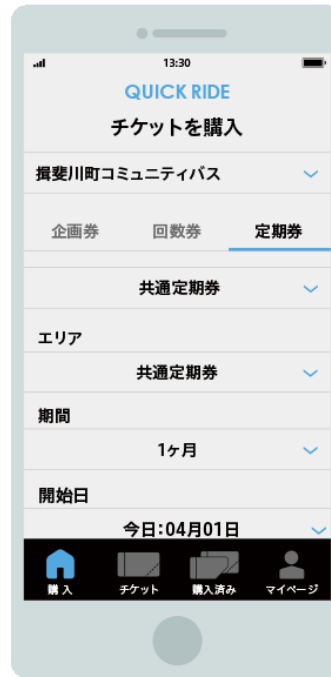 13:30
QUICK RIDE
チケットを購入
揖斐川町コミュニティバス
企画券 回数券 定期券
共通定期券
エリア
共通定期券
期間
1ヶ月
開始日
今日:04月01日
購入 チケット 購入済み マイページ